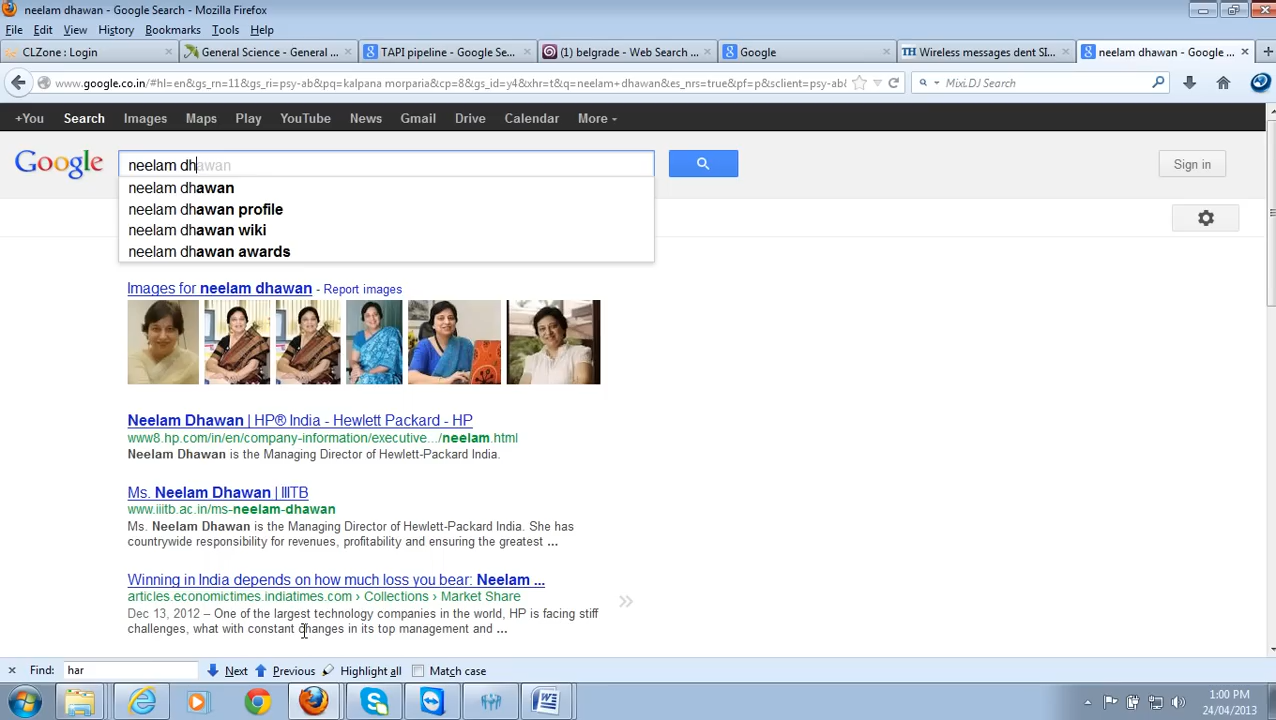 neelam dhawan - Google Search - Mozilla Firefox
File Edit View History Bookmarks Tools Help
CLZone : Login
General Science - General ...
TAPI pipeline - Google Se...
(1) belgrade - Web Search ...
Google
TH Wireless messages dent SI...
neelam dhawan - Google ...
www.google.co.in/#hl=en&gs_rn=11&gs_ri=psy-ab&pq=kalpana morparia&cp=8&gs_id=y4&xhr=t&q=neelam+dhawan&es_nrs=true&pf=p&sclient=psy-ab&
MixiDJ Search
+You Search Images Maps Play YouTube News Gmail Drive Calendar More
Google
neelam dhawan
Sign in
neelam dhawan
neelam dhawan profile
neelam dhawan wiki
neelam dhawan awards
Images for neelam dhawan - Report images
Neelam Dhawan | HP® India - Hewlett Packard - HP
www8.hp.com/in/en/company-information/executive.../neelam.html
Neelam Dhawan is the Managing Director of Hewlett-Packard India.
Ms. Neelam Dhawan | IIITB
www.iiitb.ac.in/ms-neelam-dhawan
Ms. Neelam Dhawan is the Managing Director of Hewlett-Packard India. She has
countrywide responsibility for revenues, profitability and ensuring the greatest ...
Winning in India depends on how much loss you bear: Neelam ...
articles.economictimes.indiatimes.com › Collections › Market Share
Dec 13, 2012 – One of the largest technology companies in the world, HP is facing stiff
challenges, what with constant changes in its top management and ...
Find: har Next Previous Highlight all Match case
1:00 PM
24/04/2013